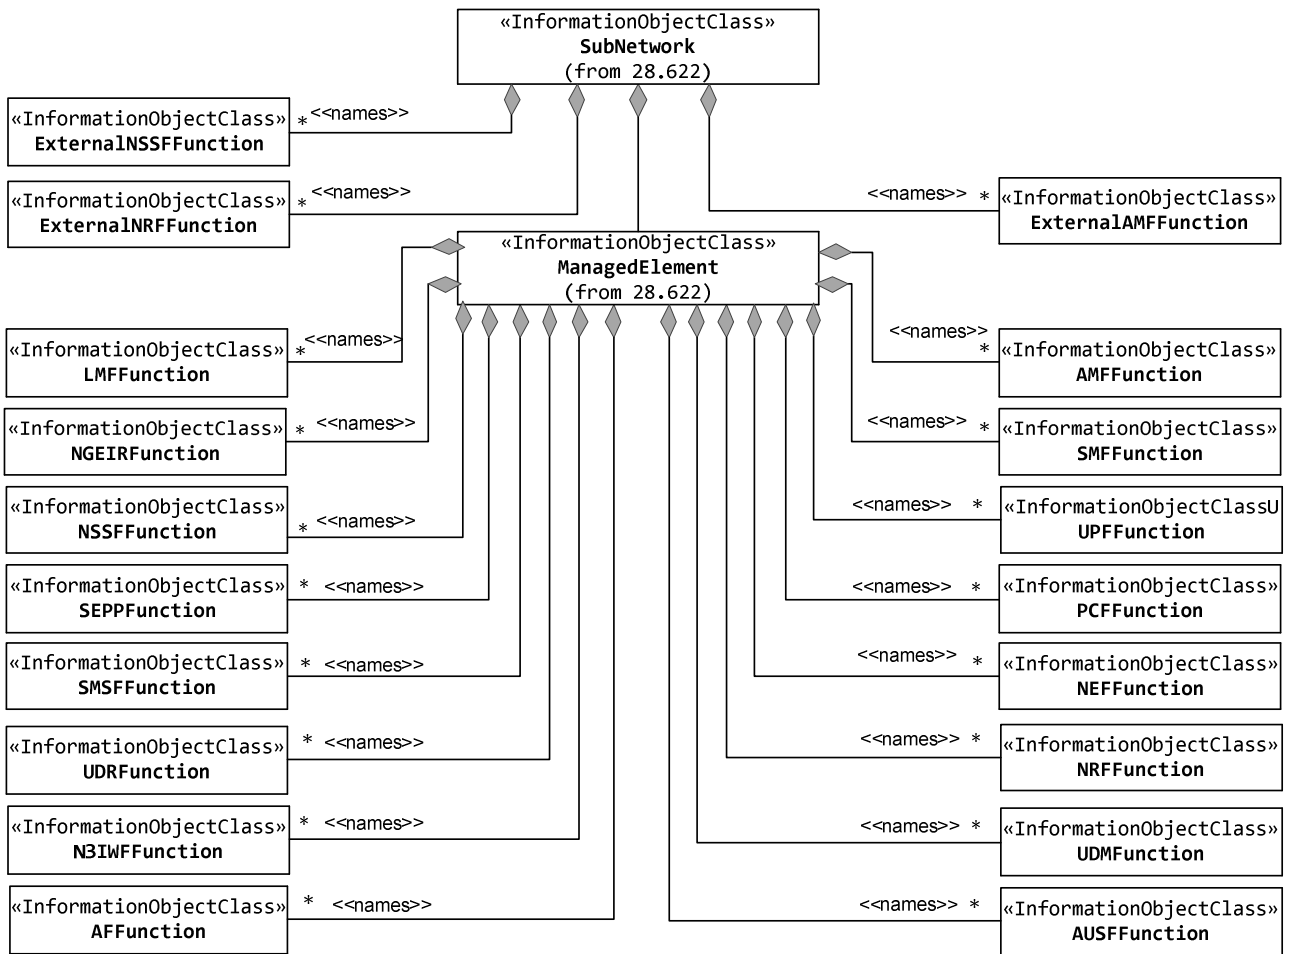 «InformationObjectClass»
SubNetwork
(from 28.622)
«InformationObjectClass»
ExternalNSSFFunction
* <<names>>
«InformationObjectClass»
ExternalNRFFunction
* <<names>>
<<names>> *
«InformationObjectClass»
ExternalAMFFunction
«InformationObjectClass»
ManagedElement
(from 28.622)
«InformationObjectClass»
LMFFunction
* <<names>>
<<names>> *
«InformationObjectClass»
AMFFunction
«InformationObjectClass»
NGEIRFunction
* <<names>>
<<names>> *
«InformationObjectClass»
SMFFunction
«InformationObjectClass»
NSSFFunction
* <<names>>
<<names>> *
«InformationObjectClassU
UPFFunction
«InformationObjectClass»
SEPPFunction
* <<names>>
<<names>> *
«InformationObjectClass»
PCFFunction
«InformationObjectClass»
SMSFFunction
* <<names>>
<<names>> *
«InformationObjectClass»
NEFFunction
«InformationObjectClass»
UDRFunction
* <<names>>
<<names>> *
«InformationObjectClass»
NRFFunction
«InformationObjectClass»
N3IWFFunction
* <<names>>
<<names>> *
«InformationObjectClass»
UDMFunction
«InformationObjectClass»
AFFunction
* <<names>>
<<names>> *
«InformationObjectClass»
AUSFFunction